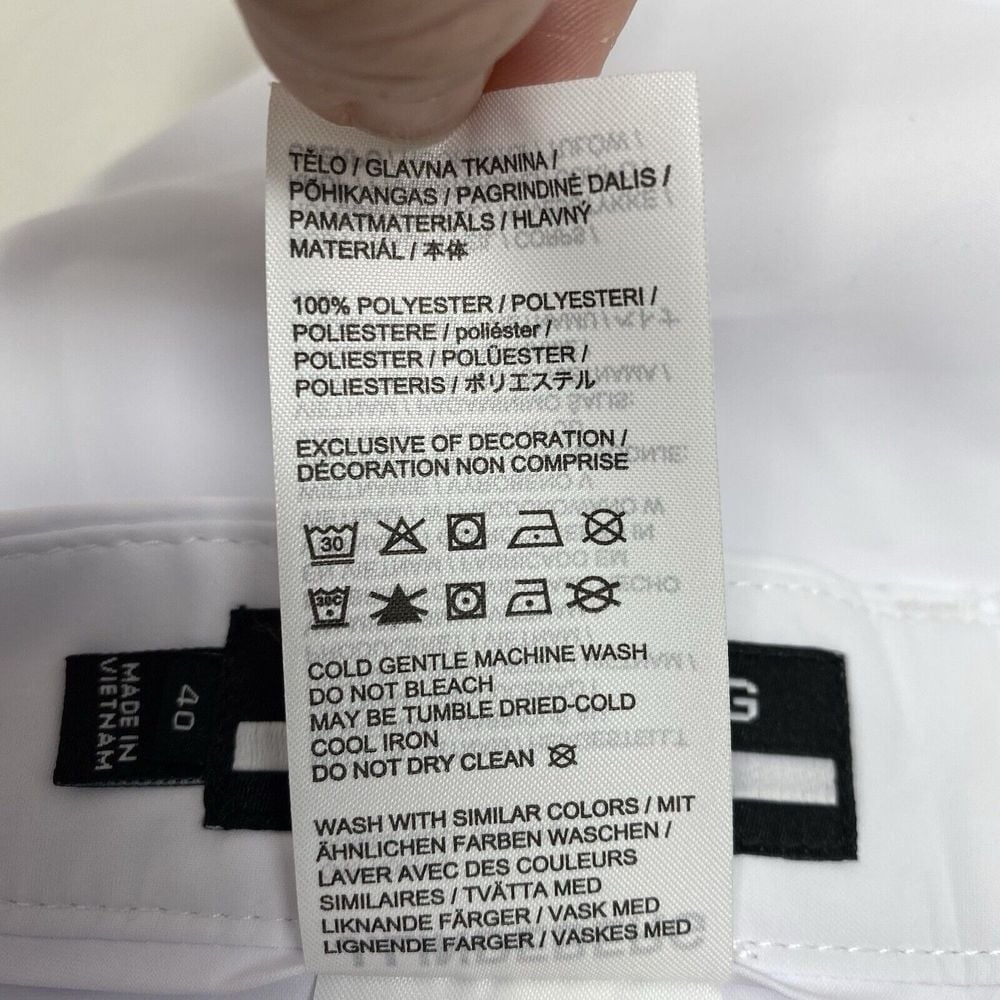 TĚLO / GLAVNA TKANINA /
PÕHIKANGAS / PAGRINDINĖ DALIS /
PAMATMATERIĀLS / HLAVNÝ
MATERIÁL / 本体
100% POLYESTER / POLYESTERI /
POLIESTERE / poliéster /
POLIESTER / POLÜESTER /
POLIESTERIS / ポリエステル
EXCLUSIVE OF DECORATION /
DÉCORATION NON COMPRISE
30
30C
COLD GENTLE MACHINE WASH
DO NOT BLEACH
MAY BE TUMBLE DRIED-COLD
COOL IRON
DO NOT DRY CLEAN
WASH WITH SIMILAR COLORS / MIT
ÄHNLICHEN FARBEN WASCHEN /
LAVER AVEC DES COULEURS
SIMILAIRES / TVÄTTA MED
LIKNANDE FÄRGER / VASK MED
LIGNENDE FARGER / VASKES MED
40
MADE IN
VIETNAM
G